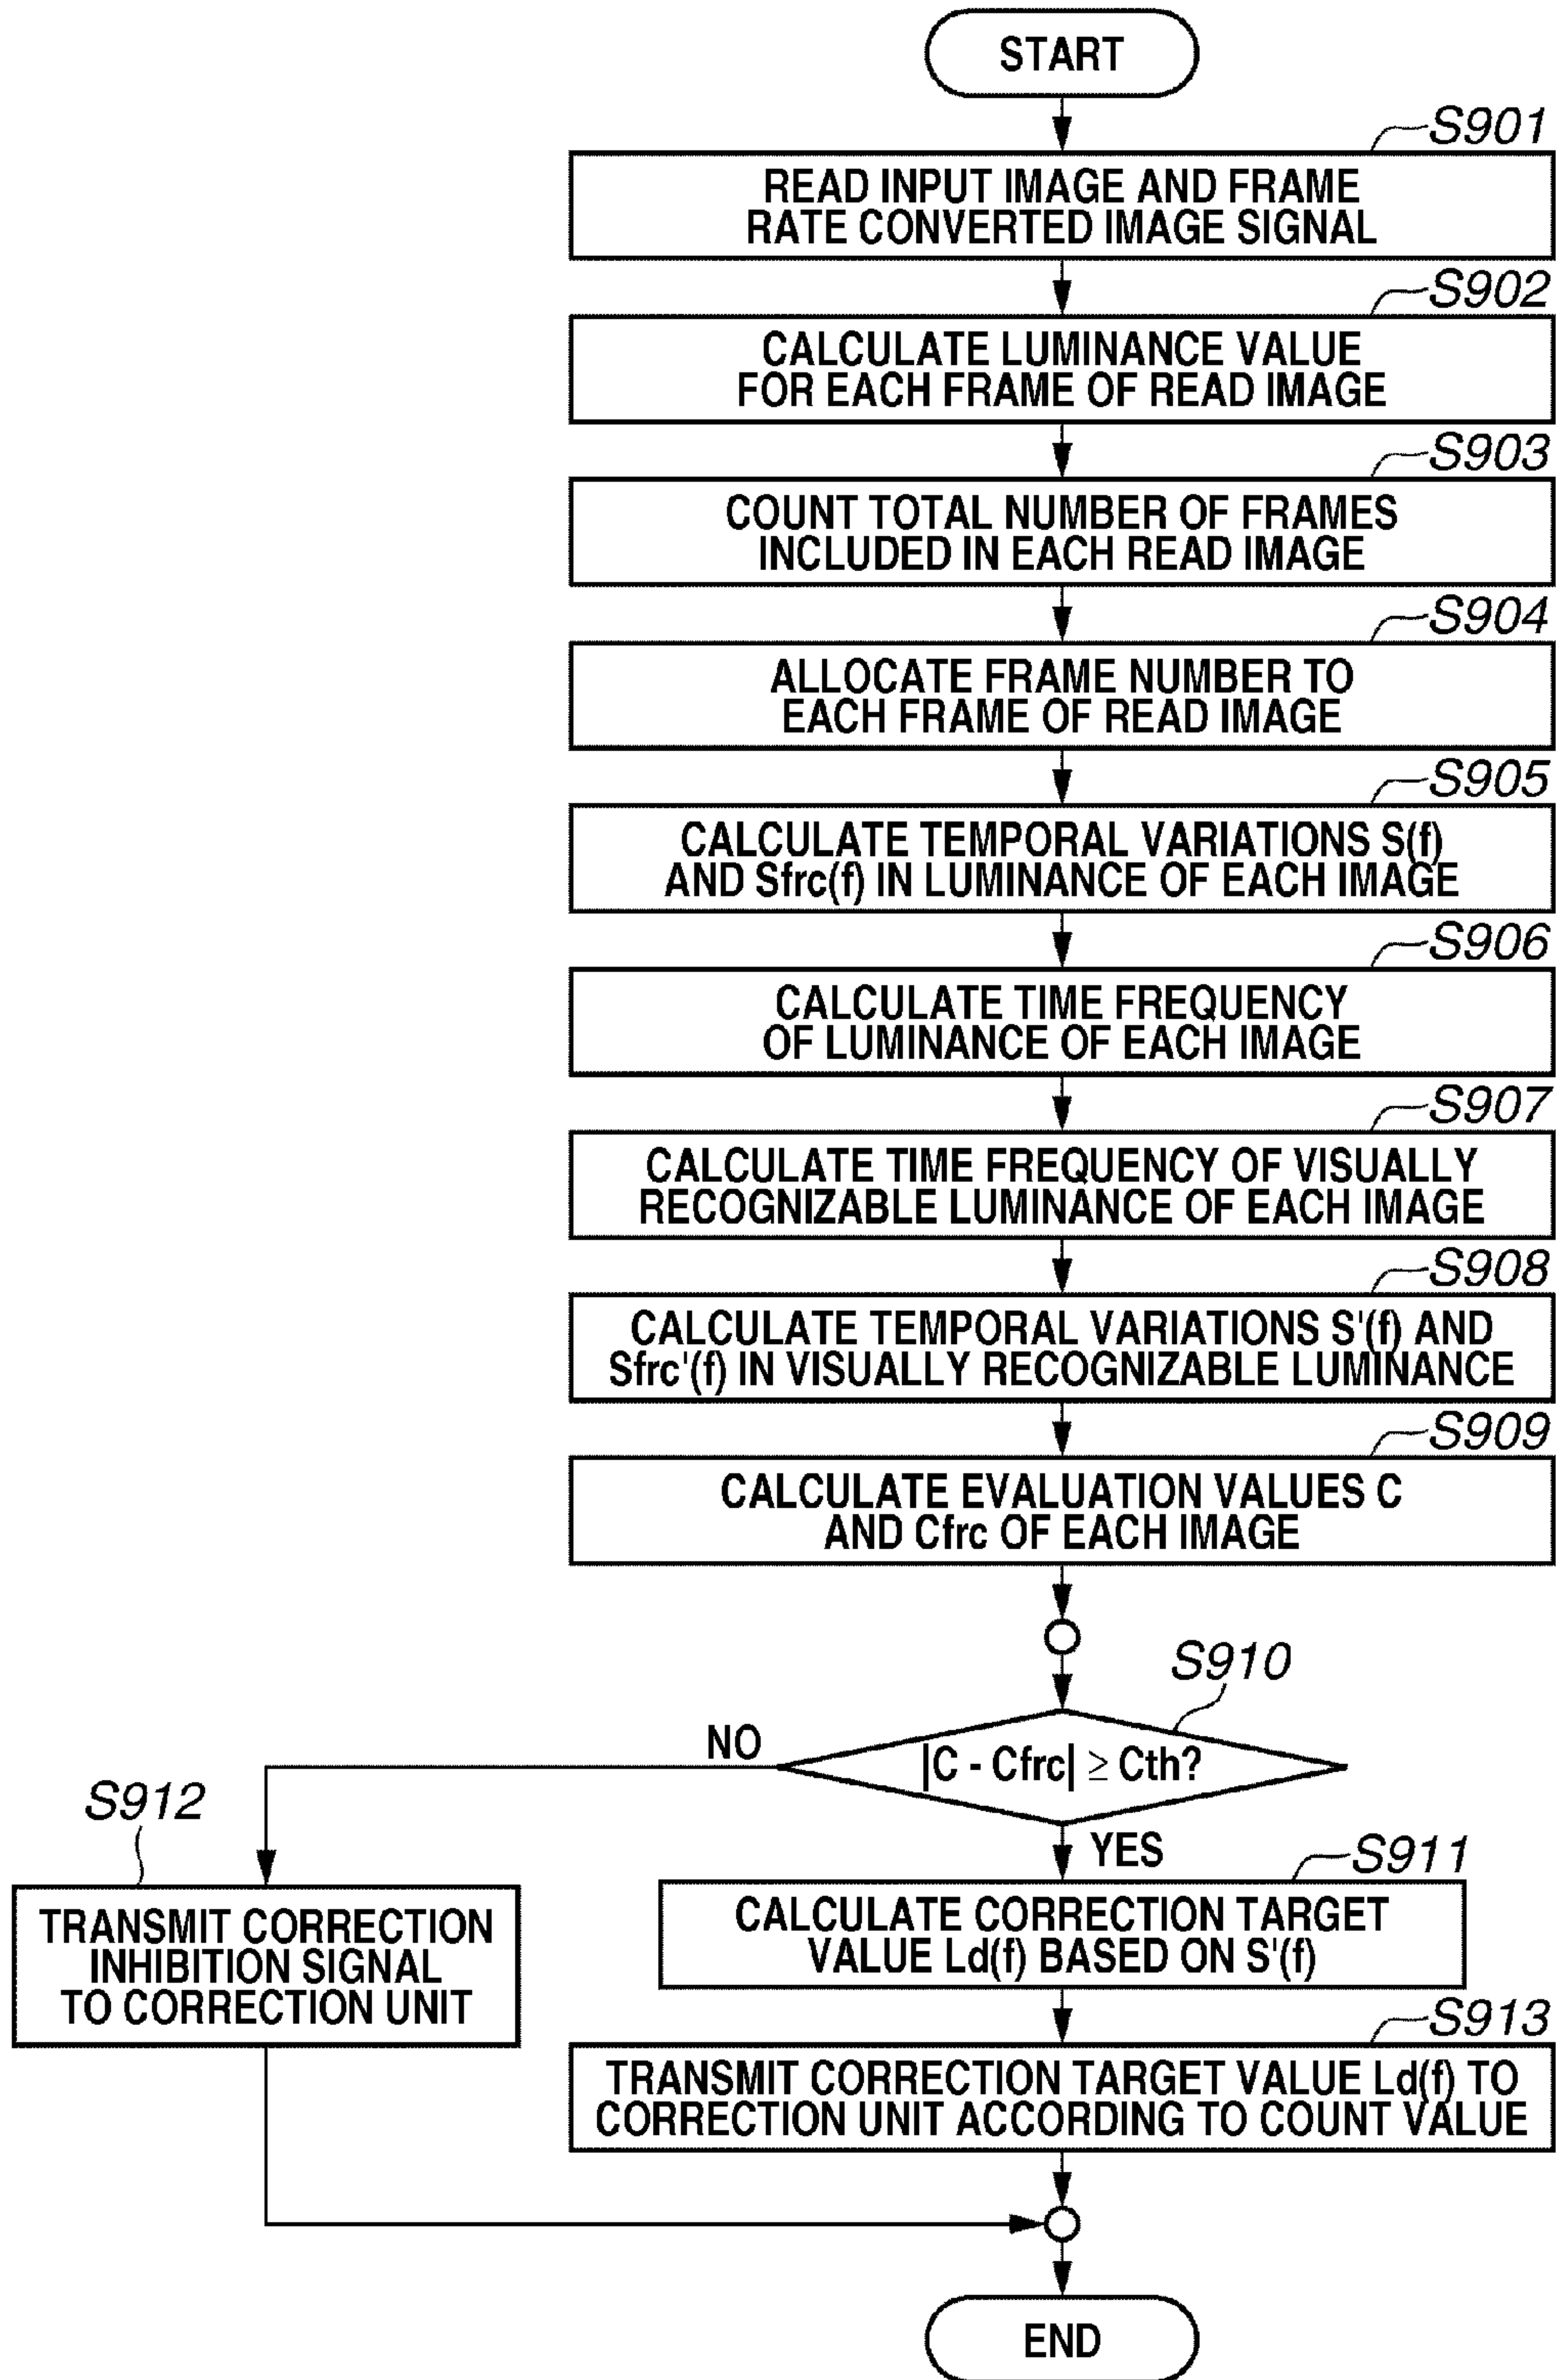 START
S901
READ INPUT IMAGE AND FRAME
RATE CONVERTED IMAGE SIGNAL
S902
CALCULATE LUMINANCE VALUE
FOR EACH FRAME OF READ IMAGE
S903
COUNT TOTAL NUMBER OF FRAMES
INCLUDED IN EACH READ IMAGE
S904
ALLOCATE FRAME NUMBER TO
EACH FRAME OF READ IMAGE
S905
CALCULATE TEMPORAL VARIATIONS S(f)
AND Sfrc(f) IN LUMINANCE OF EACH IMAGE
S906
CALCULATE TIME FREQUENCY
OF LUMINANCE OF EACH IMAGE
S907
CALCULATE TIME FREQUENCY OF VISUALLY
RECOGNIZABLE LUMINANCE OF EACH IMAGE
S908
CALCULATE TEMPORAL VARIATIONS S'(f) AND
Sfrc'(f) IN VISUALLY RECOGNIZABLE LUMINANCE
S909
CALCULATE EVALUATION VALUES C
AND Cfrc OF EACH IMAGE
S910
|C - Cfrc| ≥ Cth?
NO
YES
S912
TRANSMIT CORRECTION
INHIBITION SIGNAL
TO CORRECTION UNIT
S911
CALCULATE CORRECTION TARGET
VALUE Ld(f) BASED ON S'(f)
S913
TRANSMIT CORRECTION TARGET VALUE Ld(f) TO
CORRECTION UNIT ACCORDING TO COUNT VALUE
END